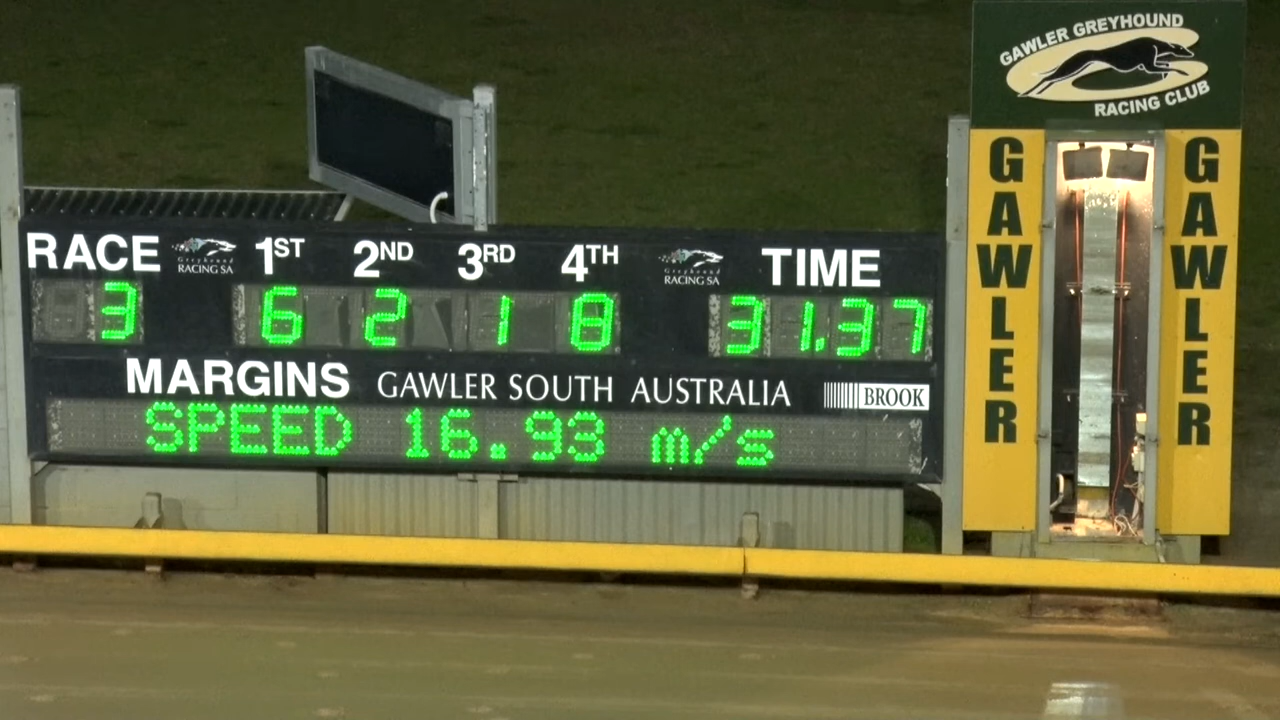 GAWLER GREYHOUND
RACING CLUB
GAWLER
GAWLER
RACE 1ST 2ND 3RD 4TH TIME
Greyhound
RACING SA
Greyhound
RACING SA
3 6 2 1 8 31.37
MARGINS GAWLER SOUTH AUSTRALIA BROOK
SPEED 16.93 m/s